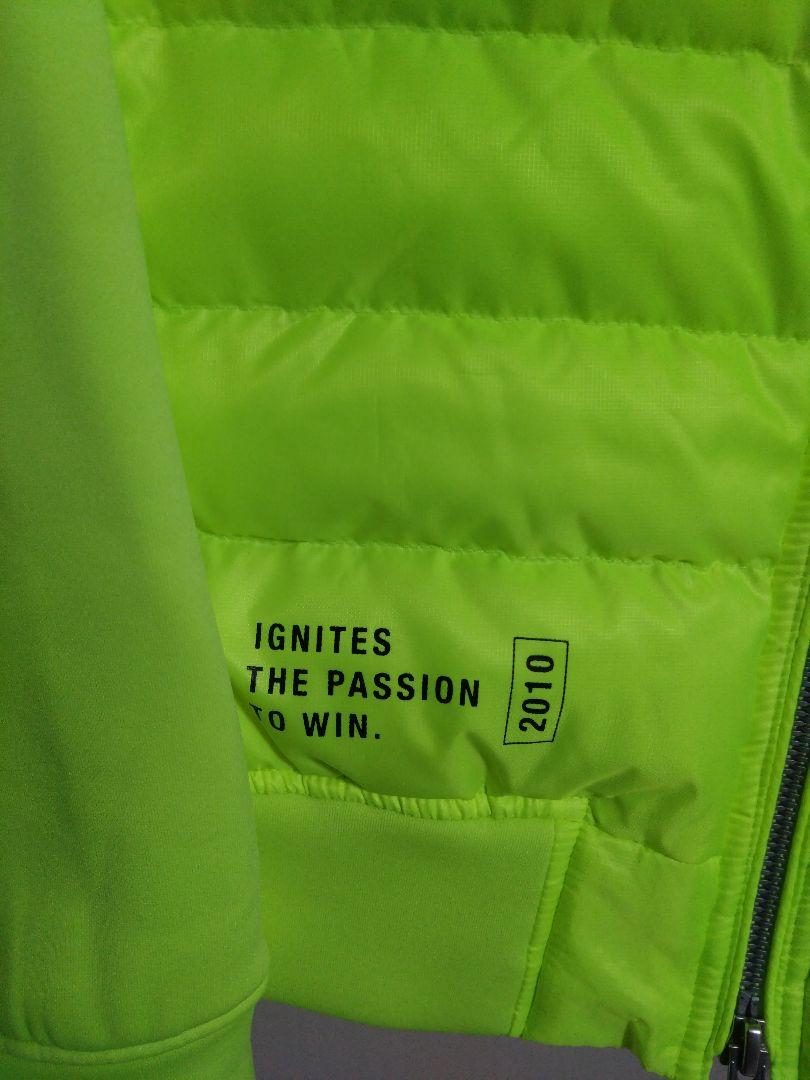 IGNITES
THE PASSION
TO WIN.
2010